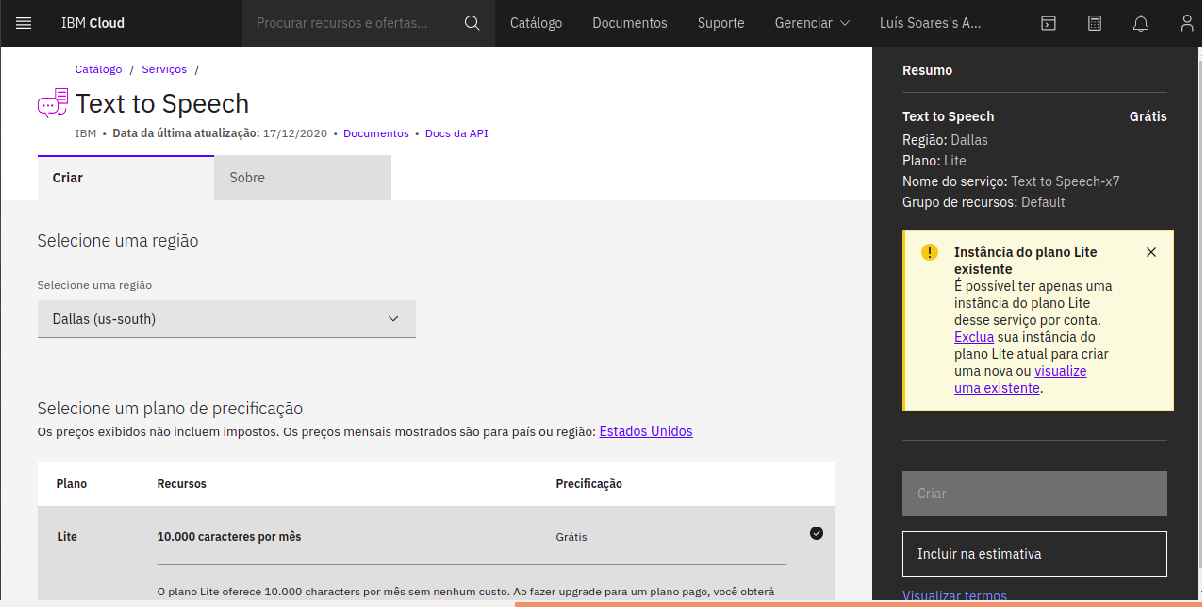 IBM Cloud
Procurar recursos e ofertas...
Catálogo
Documentos
Suporte
Gerenciar
Luís Soares's A...
Catálogo / Serviços /
Text to Speech
IBM • Data da última atualização: 17/12/2020 • Documentos • Docs da API
Criar
Sobre
Selecione uma região
Selecione uma região
Dallas (us-south)
Selecione um plano de precificação
Os preços exibidos não incluem impostos. Os preços mensais mostrados são para país ou região: Estados Unidos
Plano Recursos Precificação
Lite 10.000 caracteres por mês Grátis
O plano Lite oferece 10.000 characters por mês sem nenhum custo. Ao fazer upgrade para um plano pago, você obterá
Resumo
Text to Speech Grátis
Região: Dallas
Plano: Lite
Nome do serviço: Text to Speech-x7
Grupo de recursos: Default
Instância do plano Lite
existente
É possível ter apenas uma
instância do plano Lite
desse serviço por conta.
Exclua sua instância do
plano Lite atual para criar
uma nova ou visualize
uma existente.
Criar
Incluir na estimativa
Visualizar termos